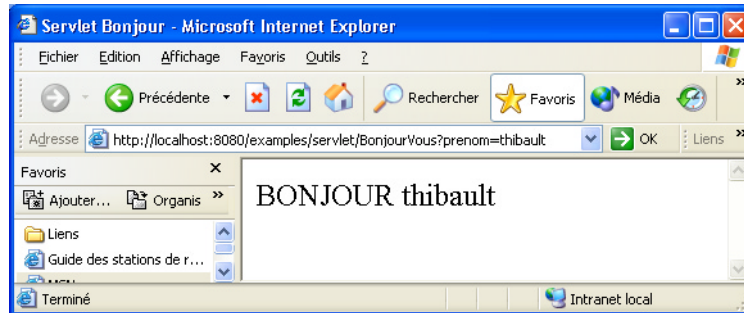 Servlet Bonjour - Microsoft Internet Explorer
Fichier Edition Affichage Favoris Outils ?
Précédente Rechercher Favoris Média »
Adresse http://localhost:8080/examples/servlet/BonjourVous?prenom=thibault OK Liens »
Favoris ×
Ajouter... Organis »
BONJOUR thibault
Liens
Guide des stations de r...
MSN
Terminé Intranet local